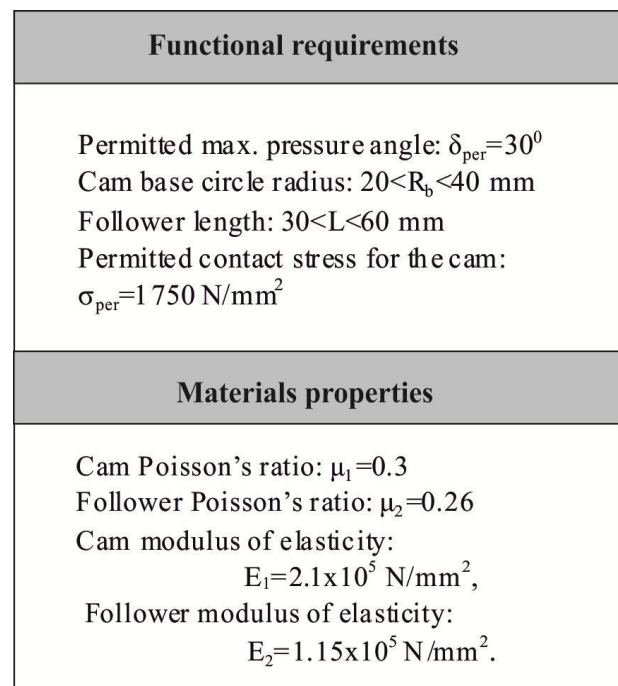 Functional requirements
Permitted max. pressure angle: δper=30⁰
Cam base circle radius: 20<Rb<40 mm
Follower length: 30<L<60 mm
Permitted contact stress for the cam:
σper=1750 N/mm²
Materials properties
Cam Poisson's ratio: μ₁=0.3
Follower Poisson's ratio: μ₂=0.26
Cam modulus of elasticity:
E₁=2.1x10⁵ N/mm²,
Follower modulus of elasticity:
E₂=1.15x10⁵ N/mm².